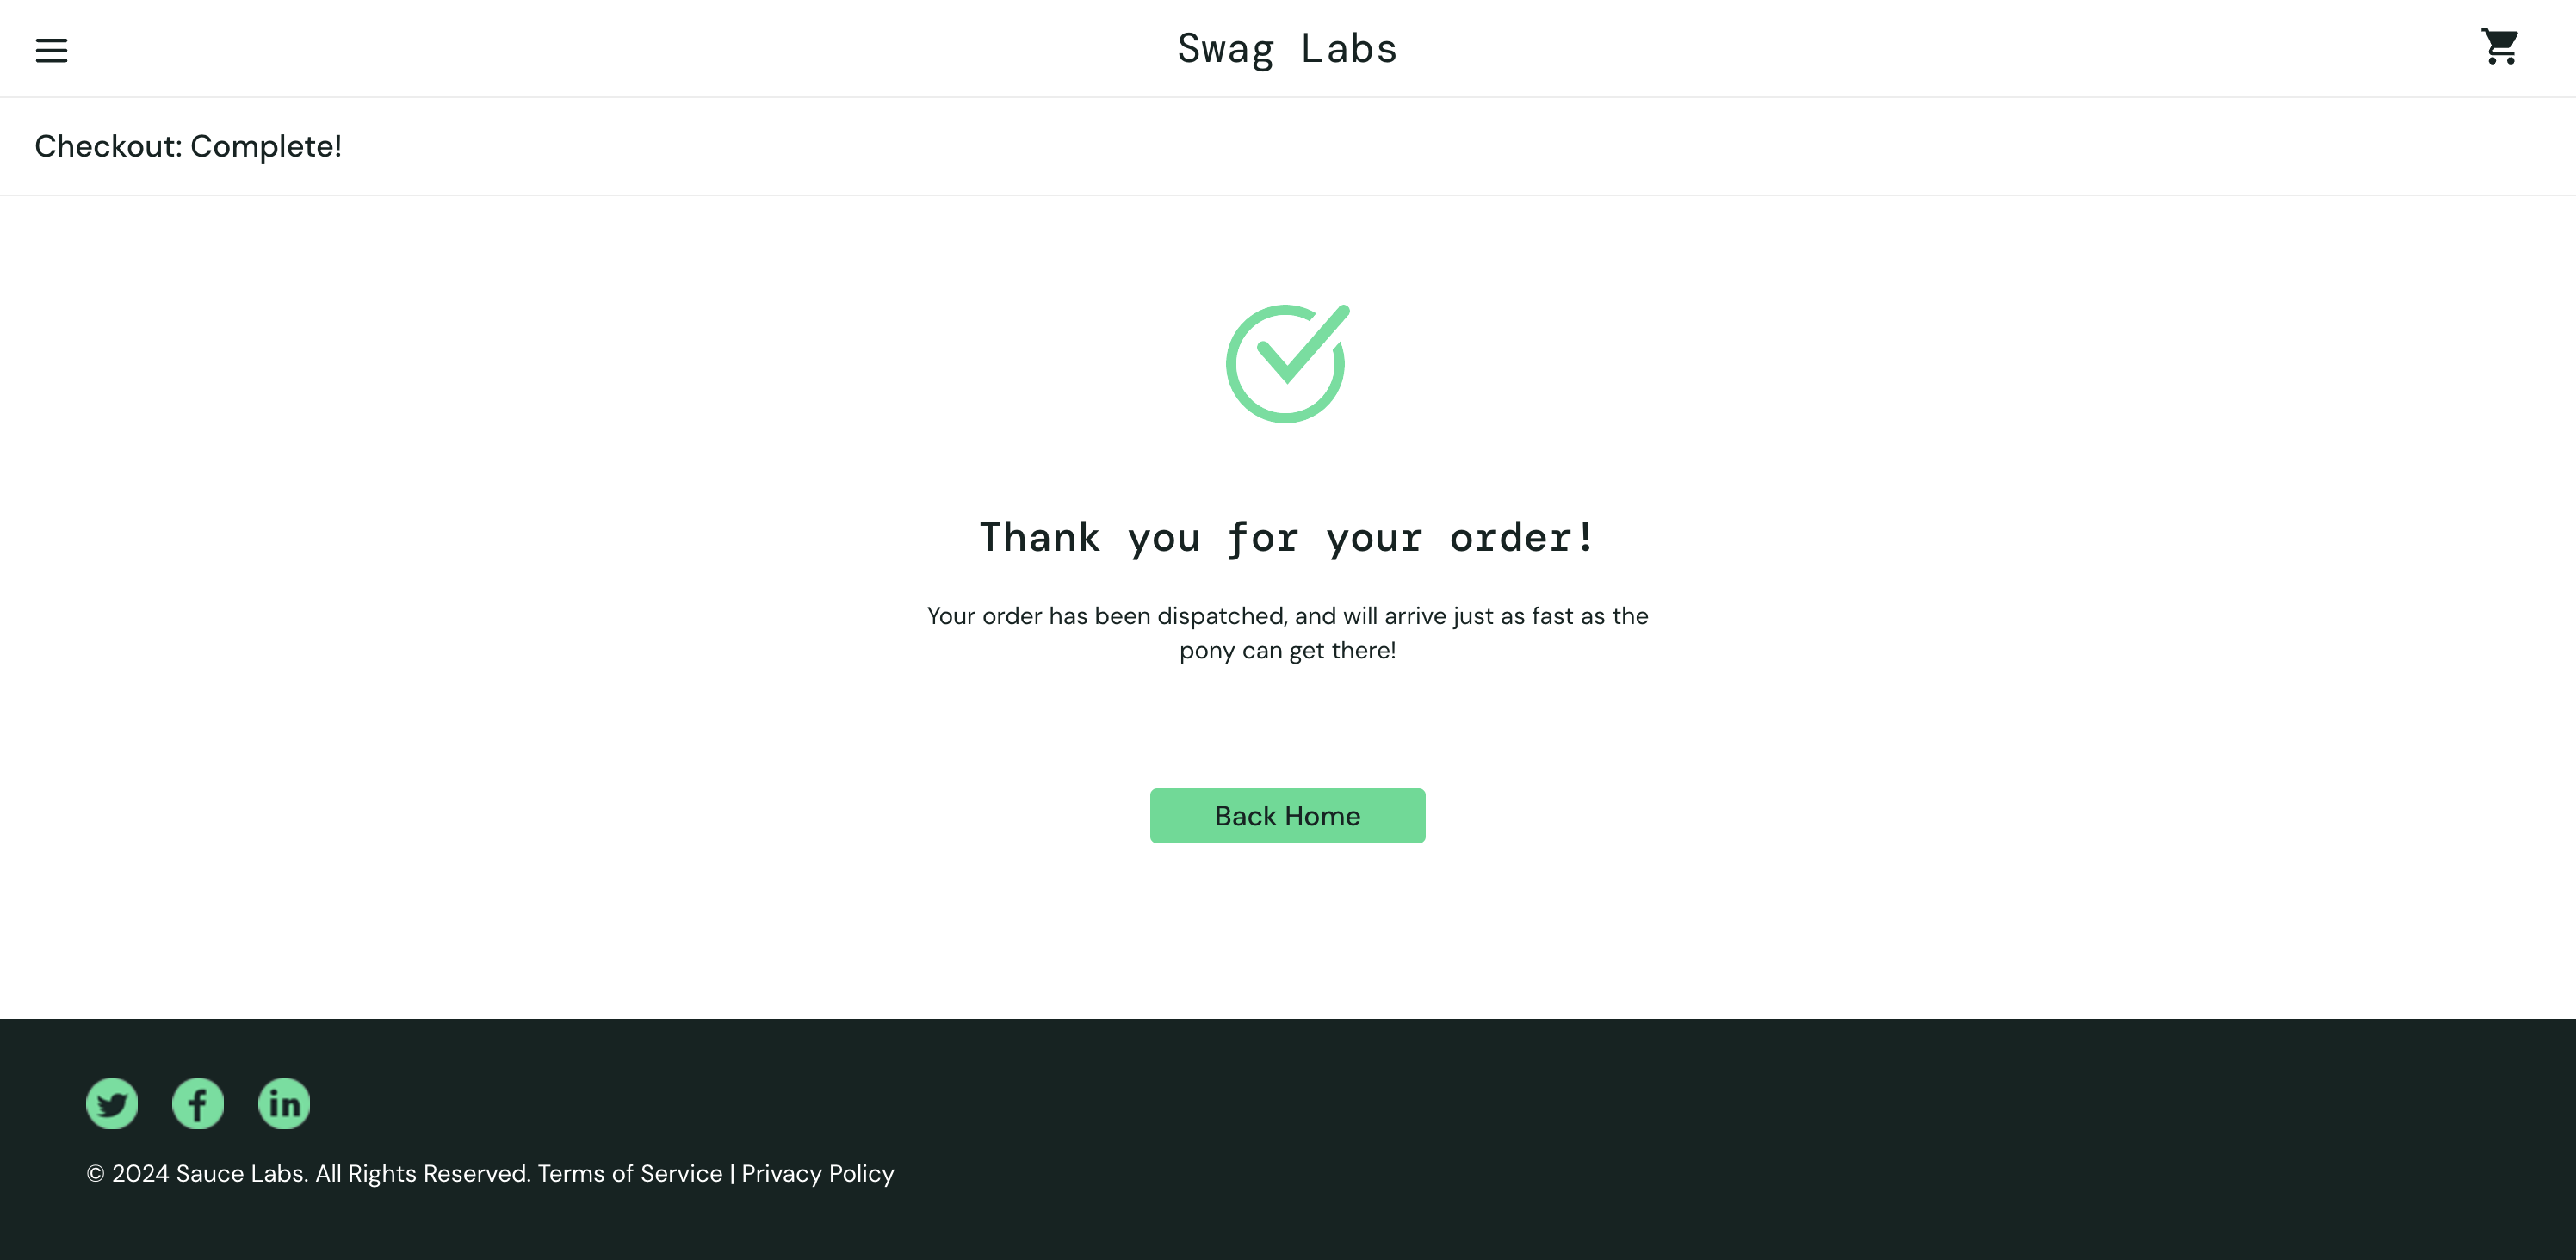 Swag Labs
Checkout: Complete!
Thank you for your order!
Your order has been dispatched, and will arrive just as fast as the
pony can get there!
Back Home
© 2024 Sauce Labs. All Rights Reserved. Terms of Service | Privacy Policy